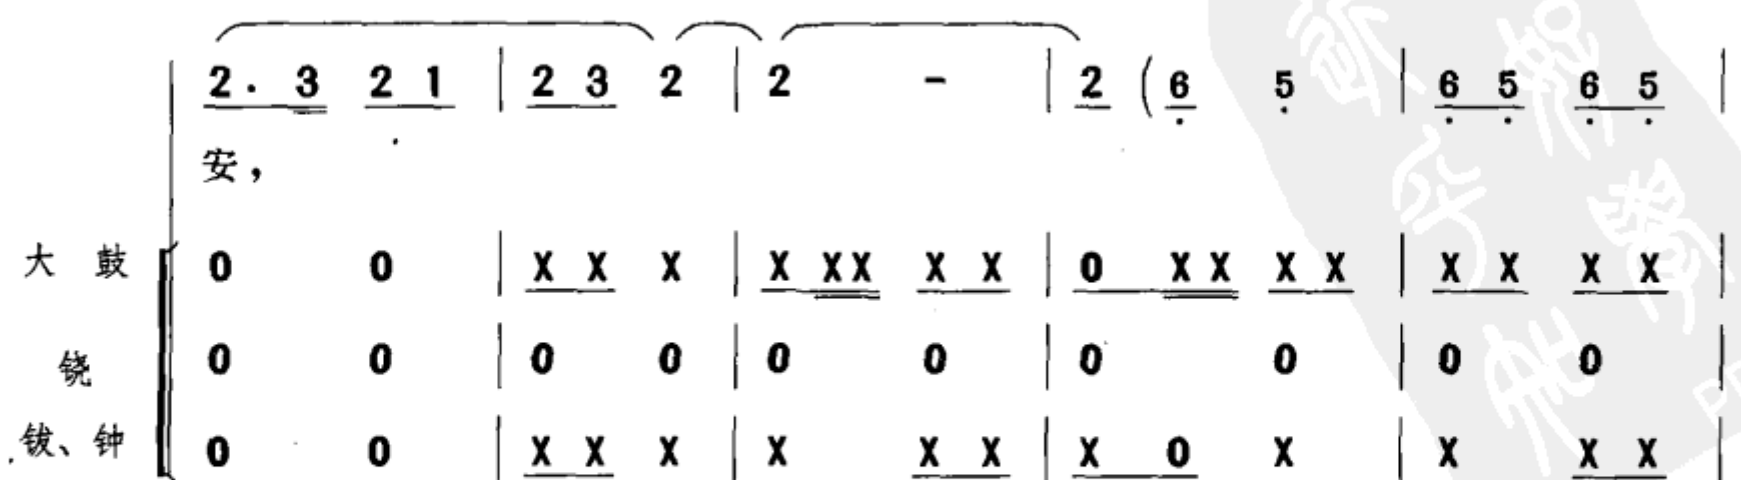 2. 3 2 1 | 2 3 2 | 2 - | 2 (6 5 | 6 5 6 5 |
安，
大 鼓 0 0 | X X X | X XX X X | 0 XX X X | X X X X |
铙 0 0 | 0 0 | 0 0 | 0 0 | 0 0 |
钹、钟 0 0 | X X X | X X X | X 0 X | X X X |